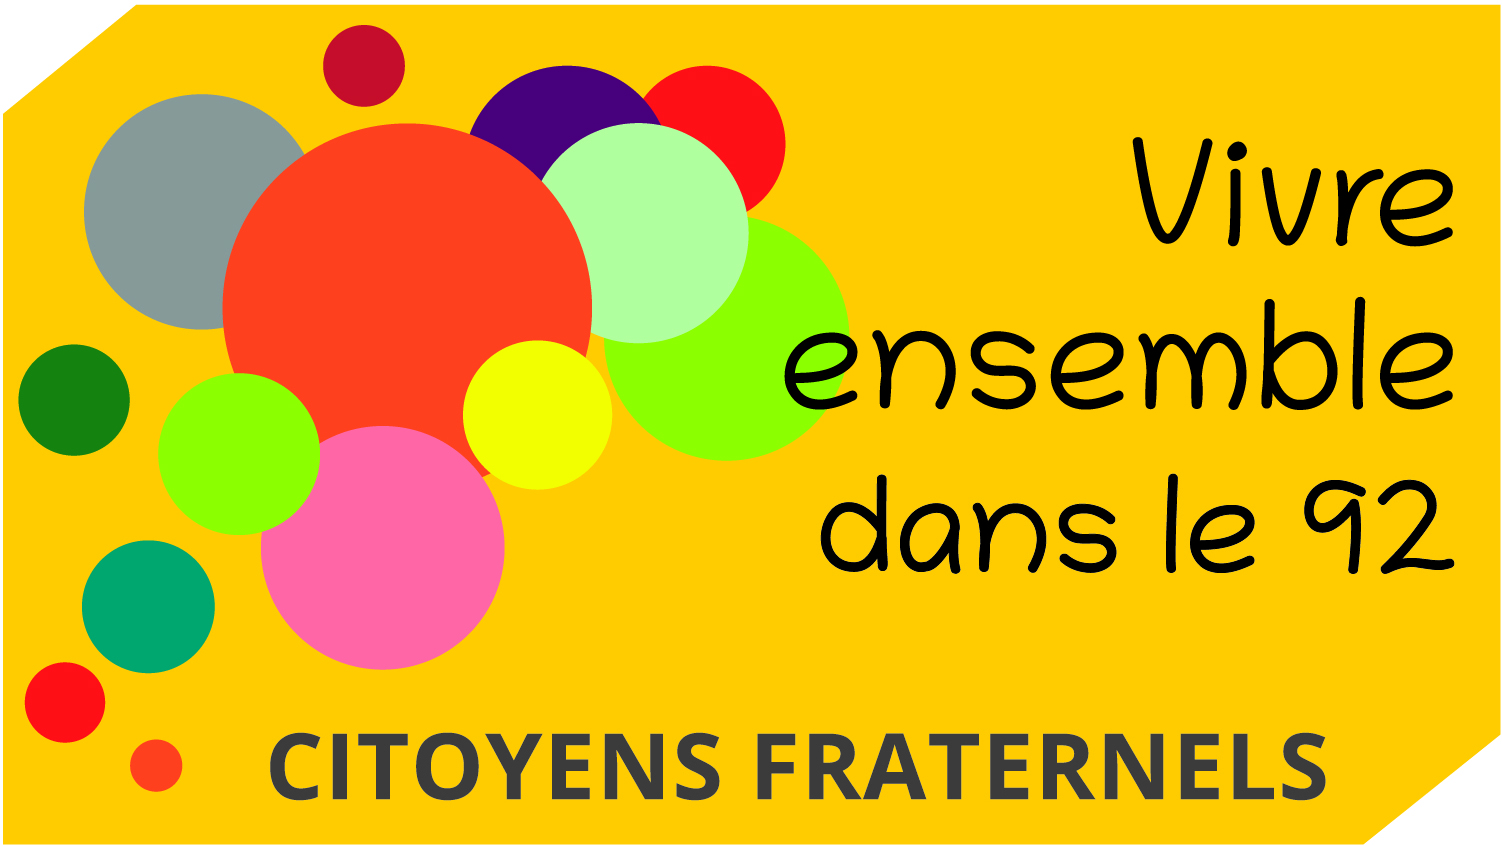 Vivre
ensemble
dans le 92
CITOYENS FRATERNELS